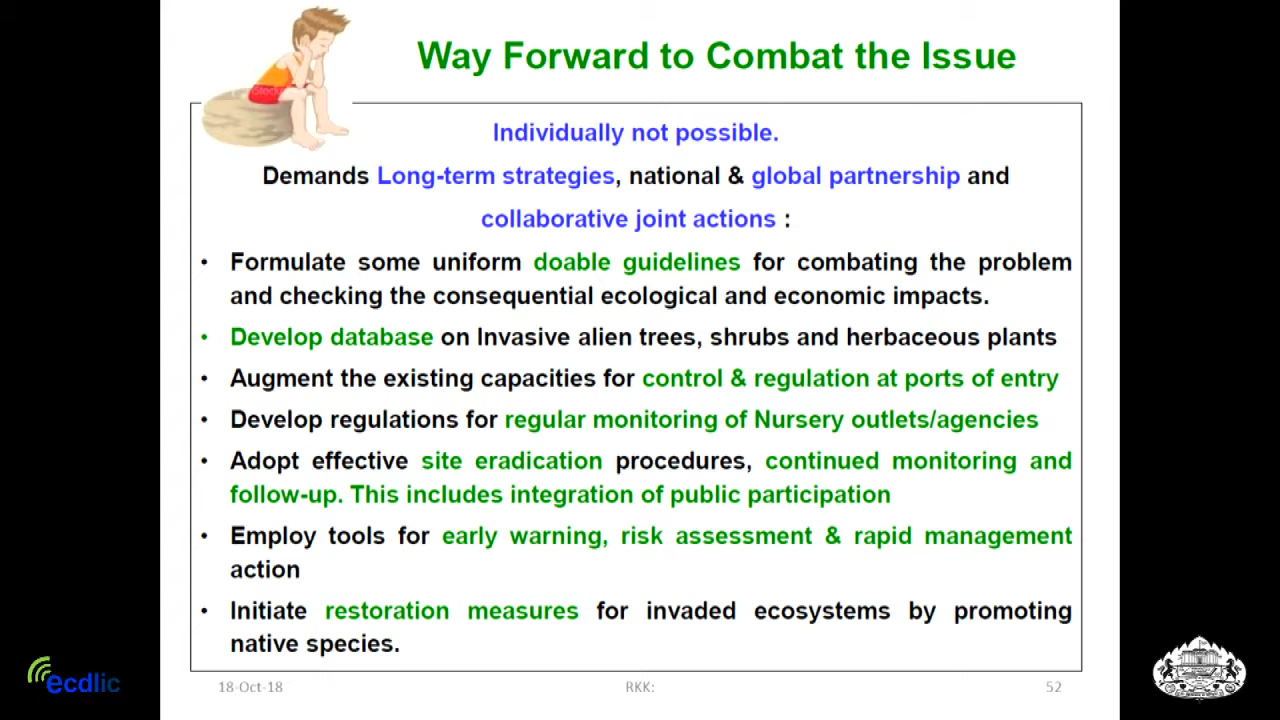 Way Forward to Combat the Issue
iStock
Individually not possible.
Demands Long-term strategies, national & global partnership and
collaborative joint actions :
• Formulate some uniform doable guidelines for combating the problem
and checking the consequential ecological and economic impacts.
• Develop database on Invasive alien trees, shrubs and herbaceous plants
• Augment the existing capacities for control & regulation at ports of entry
• Develop regulations for regular monitoring of Nursery outlets/agencies
• Adopt effective site eradication procedures, continued monitoring and
follow-up. This includes integration of public participation
• Employ tools for early warning, risk assessment & rapid management
action
• Initiate restoration measures for invaded ecosystems by promoting
native species.
ecdlic
18-Oct-18
RKK:
52